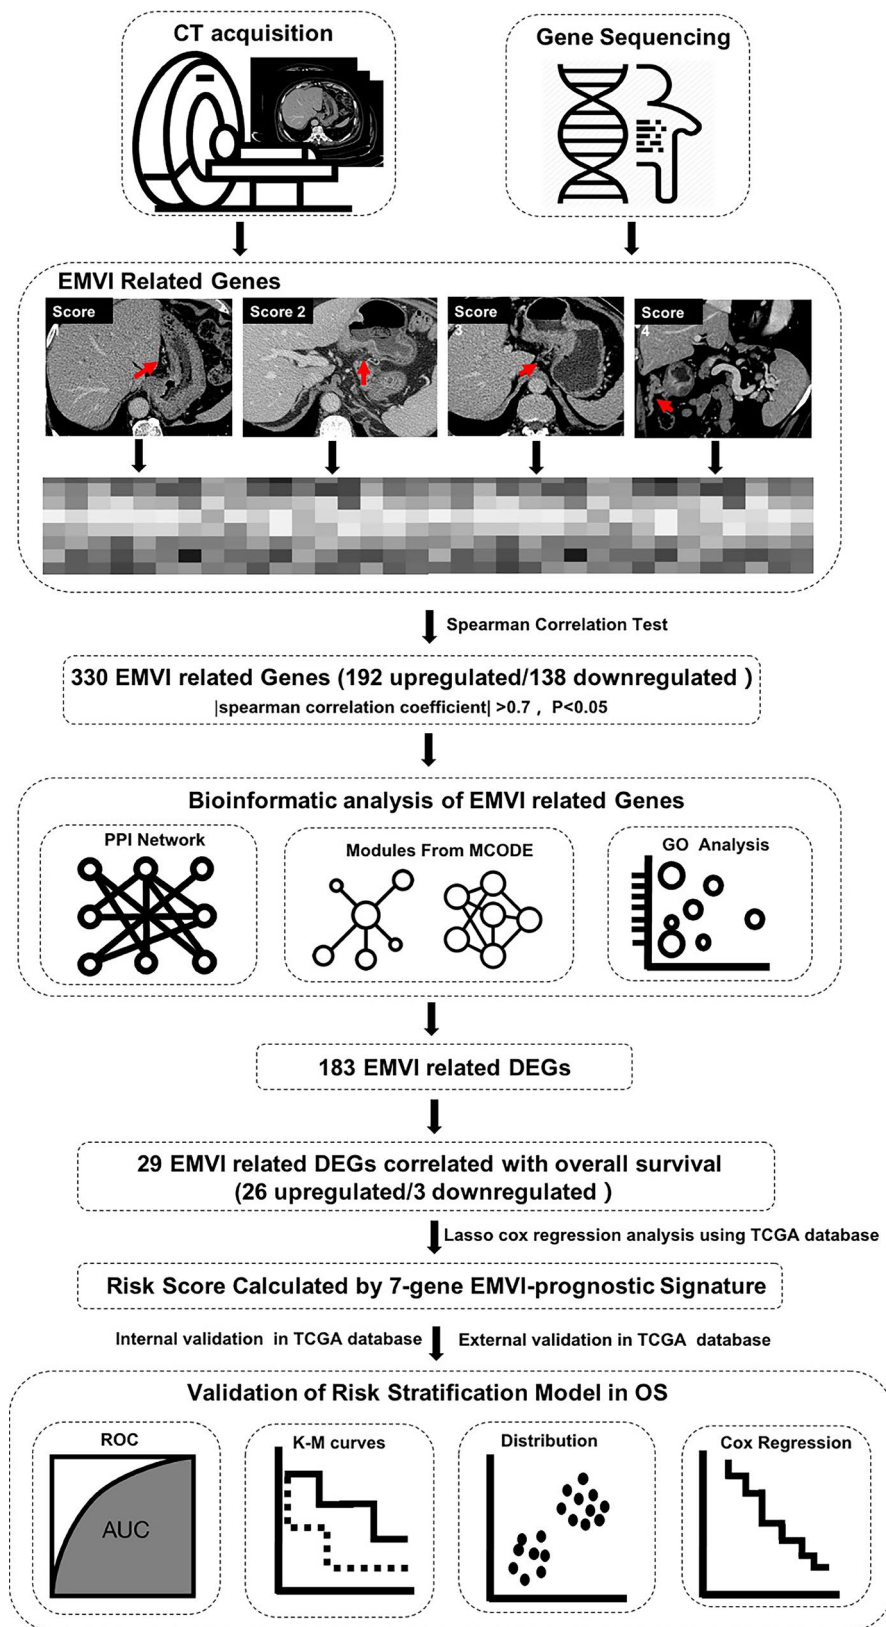 CT acquisition
Gene Sequencing
EMVI Related Genes
Score
1
Score 2
Score
3
Score
4
Spearman Correlation Test
330 EMVI related Genes (192 upregulated/138 downregulated )
|spearman correlation coefficient| >0.7 , P<0.05
Bioinformatic analysis of EMVI related Genes
PPI Network
Modules From MCODE
GO Analysis
183 EMVI related DEGs
29 EMVI related DEGs correlated with overall survival
(26 upregulated/3 downregulated )
Lasso cox regression analysis using TCGA database
Risk Score Calculated by 7-gene EMVI-prognostic Signature
Internal validation in TCGA database
External validation in TCGA database
Validation of Risk Stratification Model in OS
ROC
K-M curves
Distribution
Cox Regression
AUC